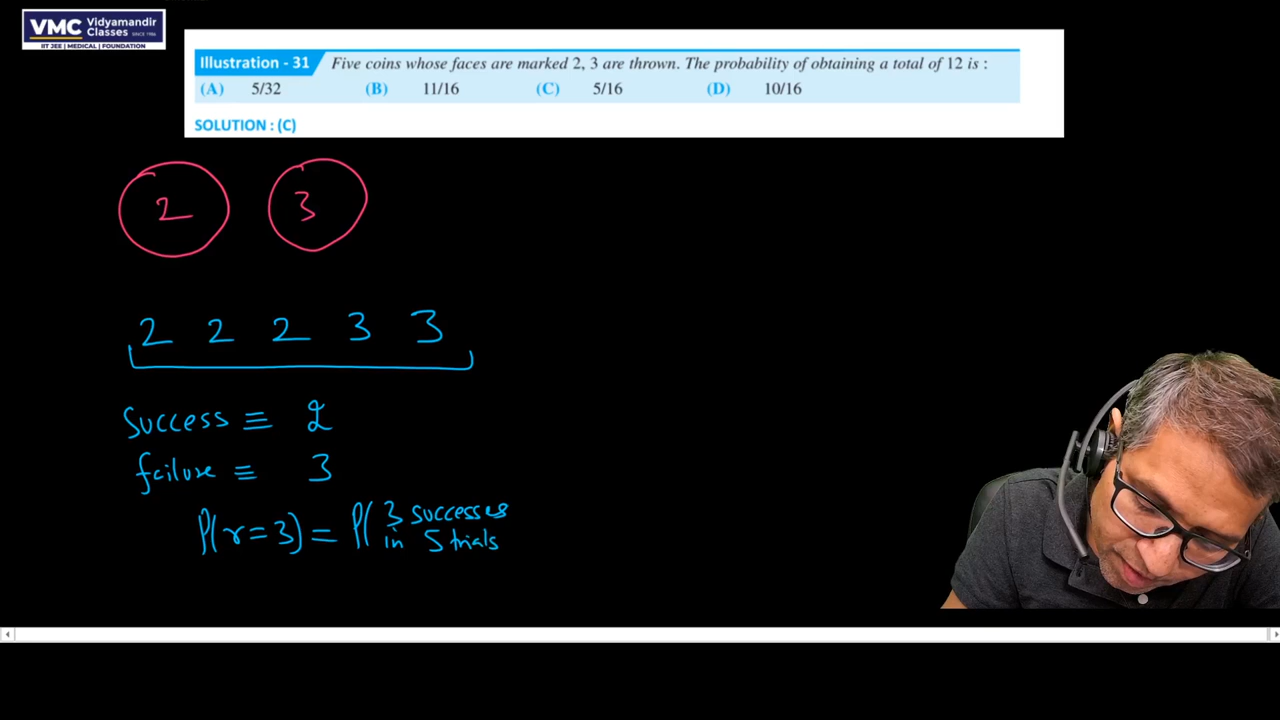 VMC Vidyamandir Classes SINCE 1986
IIT JEE | MEDICAL | FOUNDATION
Illustration - 31 Five coins whose faces are marked 2, 3 are thrown. The probability of obtaining a total of 12 is :
(A) 5/32 (B) 11/16 (C) 5/16 (D) 10/16
SOLUTION : (C)
2 3
2 2 2 3 3
Success ≡ 2
failure ≡ 3
P(r=3) = P( 3 successes
in 5 trials